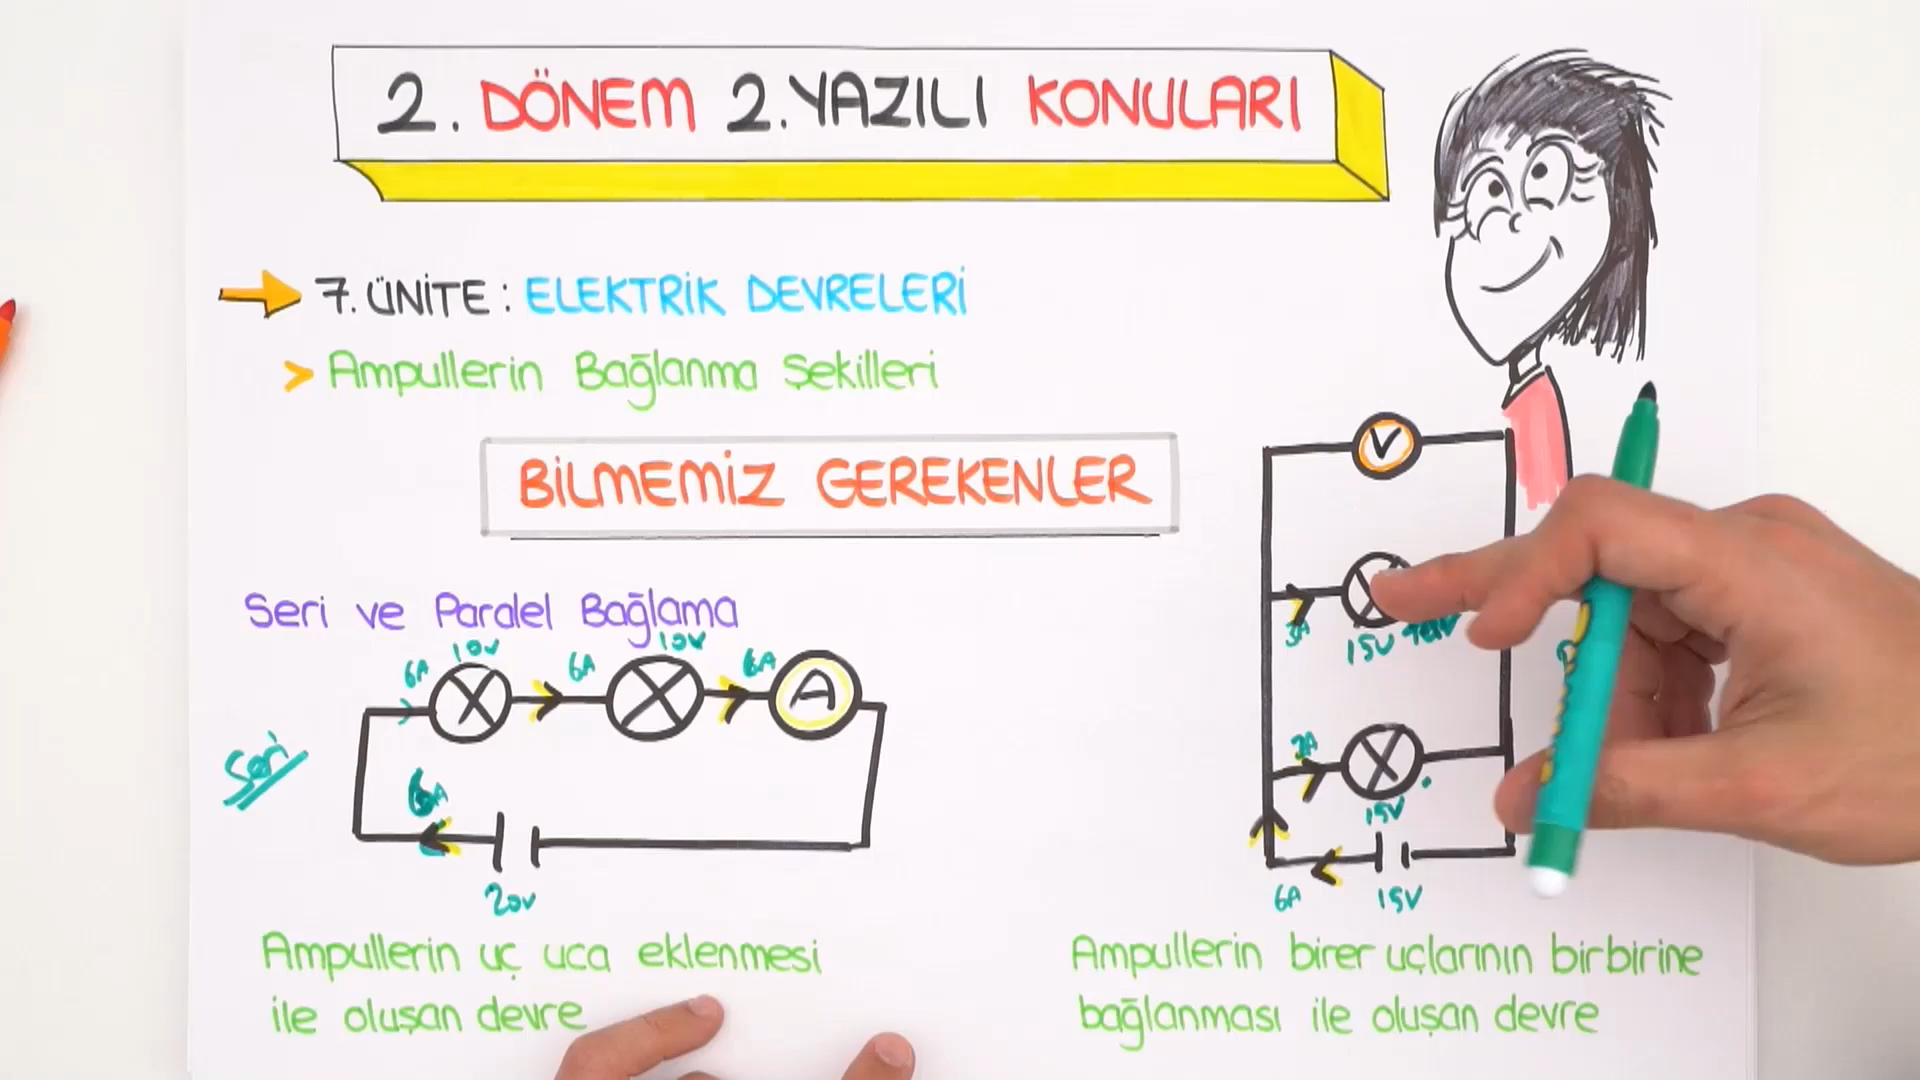 2. DÖNEM 2. YAZILI KONULARI
7. ÜNİTE : ELEKTRİK DEVRELERİ
> Ampullerin Bağlanma Şekilleri
BİLMEMİZ GEREKENLER
Seri ve Paralel Bağlama
6A 10V 6A 10V 6A
A
Seri
6A
20V
Ampullerin uç uca eklenmesi
ile oluşan devre
V
3A 15V
3A
15V
6A 15V
Ampullerin birer uçlarının birbirine
bağlanması ile oluşan devre